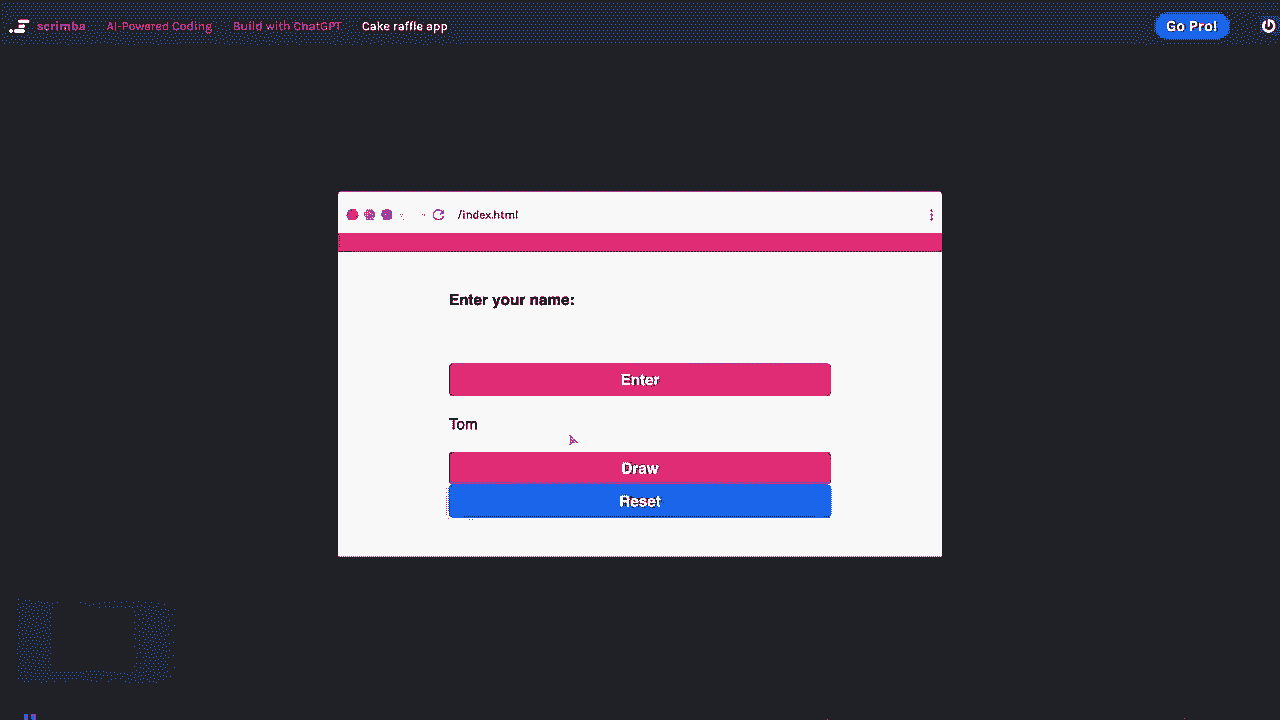 scrimba AI-Powered Coding Build with ChatGPT Cake raffle app Go Pro!
/index.html
Enter your name:
Enter
Tom
Draw
Reset